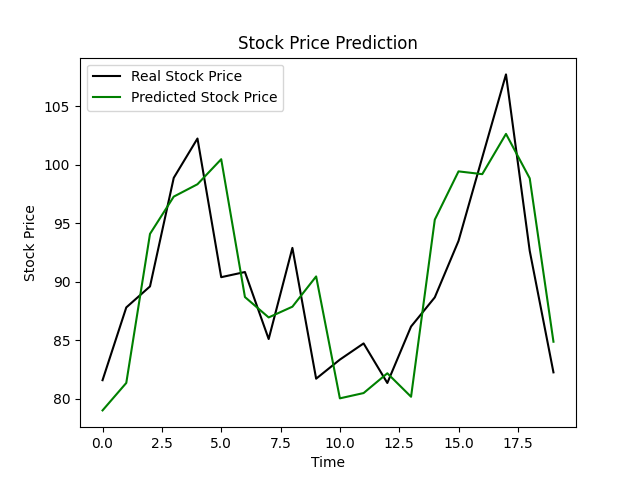 Stock Price Prediction
Real Stock Price
Predicted Stock Price
105
100
95
90
85
80
Stock Price
0.0 2.5 5.0 7.5 10.0 12.5 15.0 17.5
Time